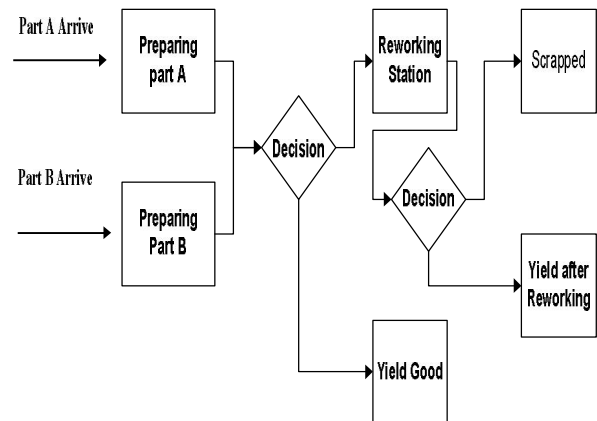 Part A Arrive
Preparing
part A
Reworking
Station
Scrapped
Decision
Part B Arrive
Preparing
Part B
Decision
Yield after
Reworking
Yield Good